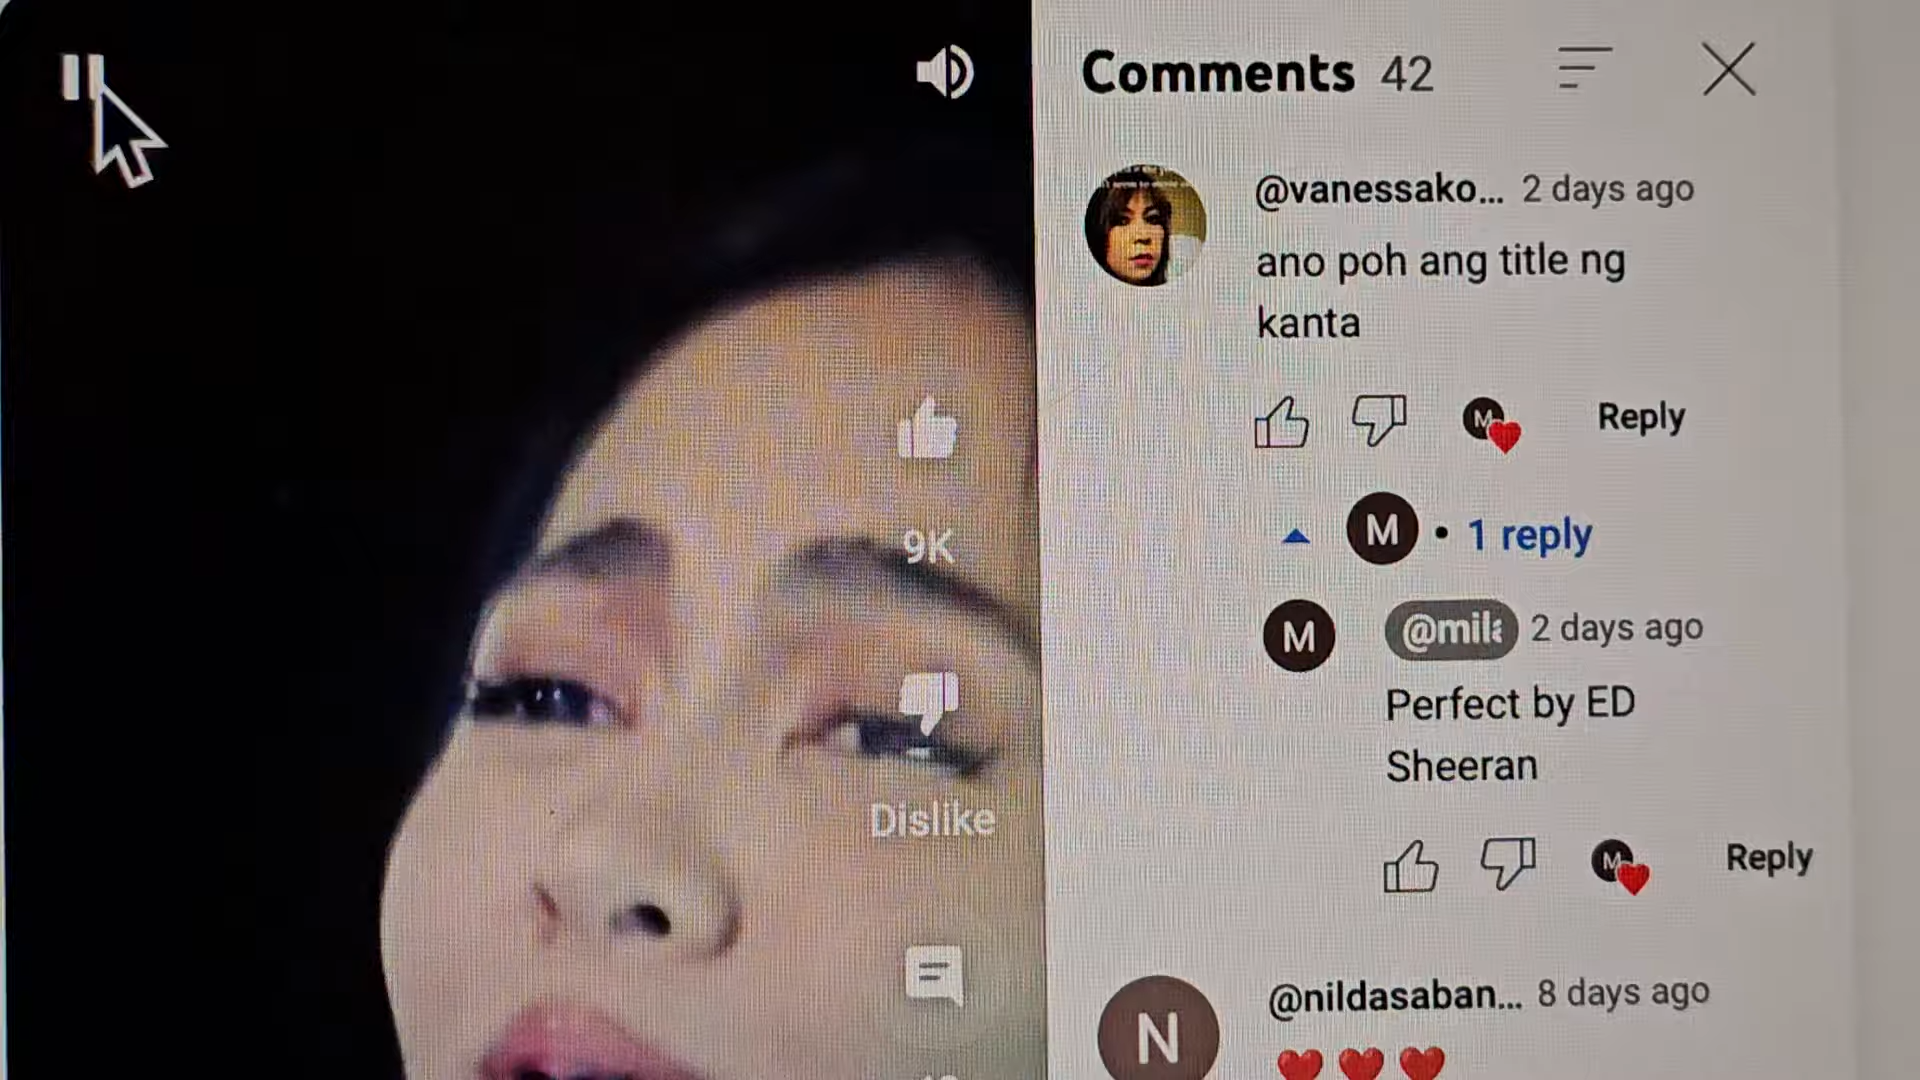 Comments 42
@vanessako... 2 days ago
ano poh ang title ng
kanta
M
Reply
M • 1 reply
M @mila 2 days ago
Perfect by ED
Sheeran
M
Reply
9K
Dislike
N @nildasaban... 8 days ago